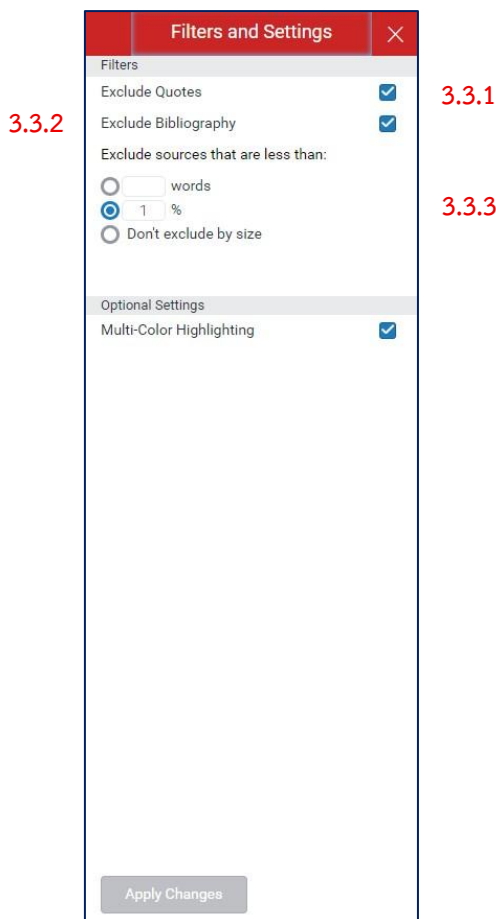 Filters and Settings
Filters
Exclude Quotes 3.3.1
3.3.2 Exclude Bibliography
Exclude sources that are less than:
words
1 % 3.3.3
Don't exclude by size
Optional Settings
Multi-Color Highlighting
Apply Changes